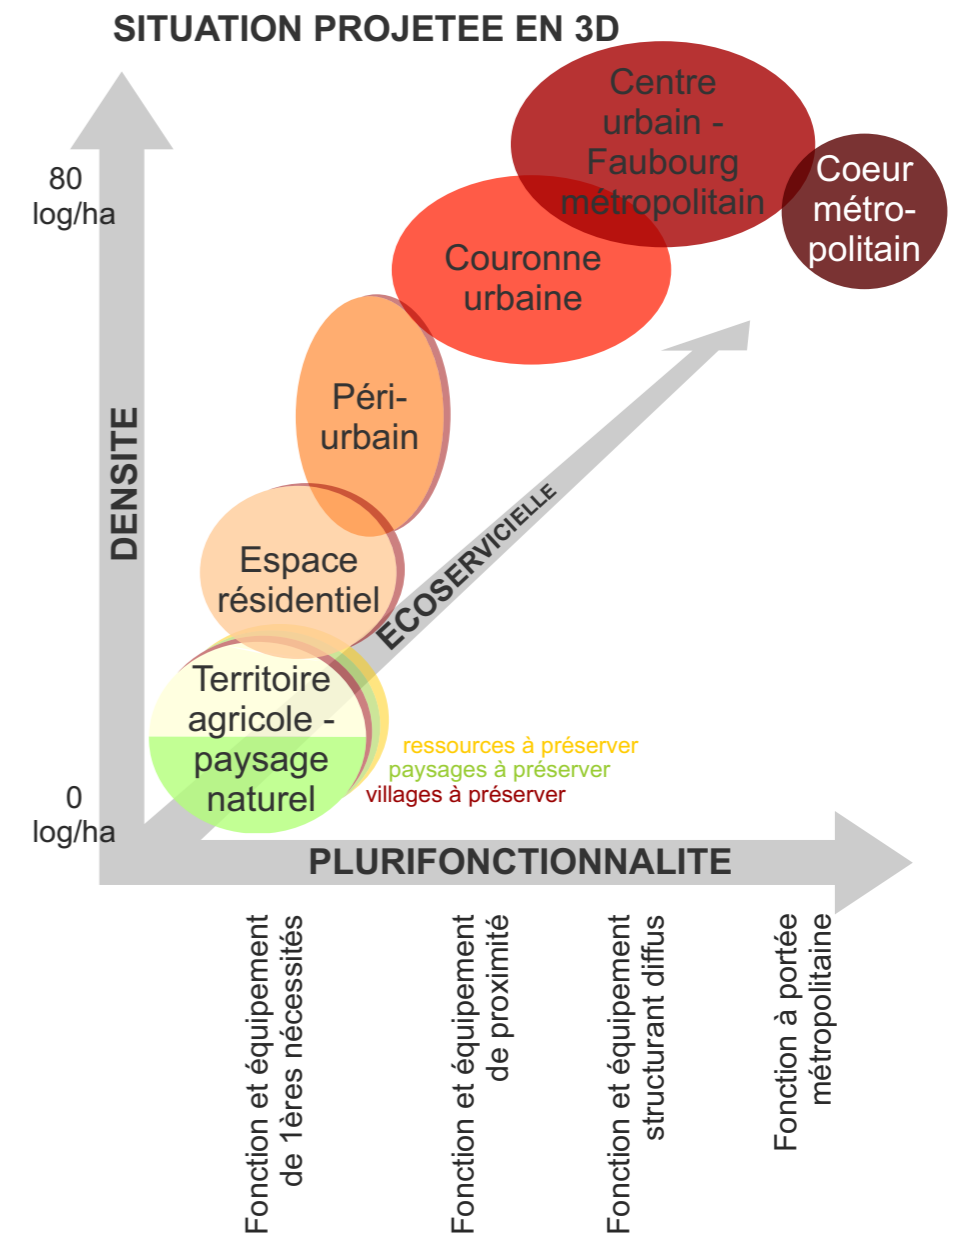 SITUATION PROJETEE EN 3D
80
log/ha
Centre
urbain -
Faubourg
métropolitain
Coeur
métro-
politain
Couronne
urbaine
Péri-
urbain
DENSITE
Espace
résidentiel
ECOSERVICIELLE
Territoire
agricole -
paysage
naturel
ressources à préserver
paysages à préserver
villages à préserver
0
log/ha
PLURIFONCTIONNALITE
Fonction et équipement
de 1ères nécessités
Fonction et équipement
de proximité
Fonction et équipement
structurant diffus
Fonction à portée
métropolitaine